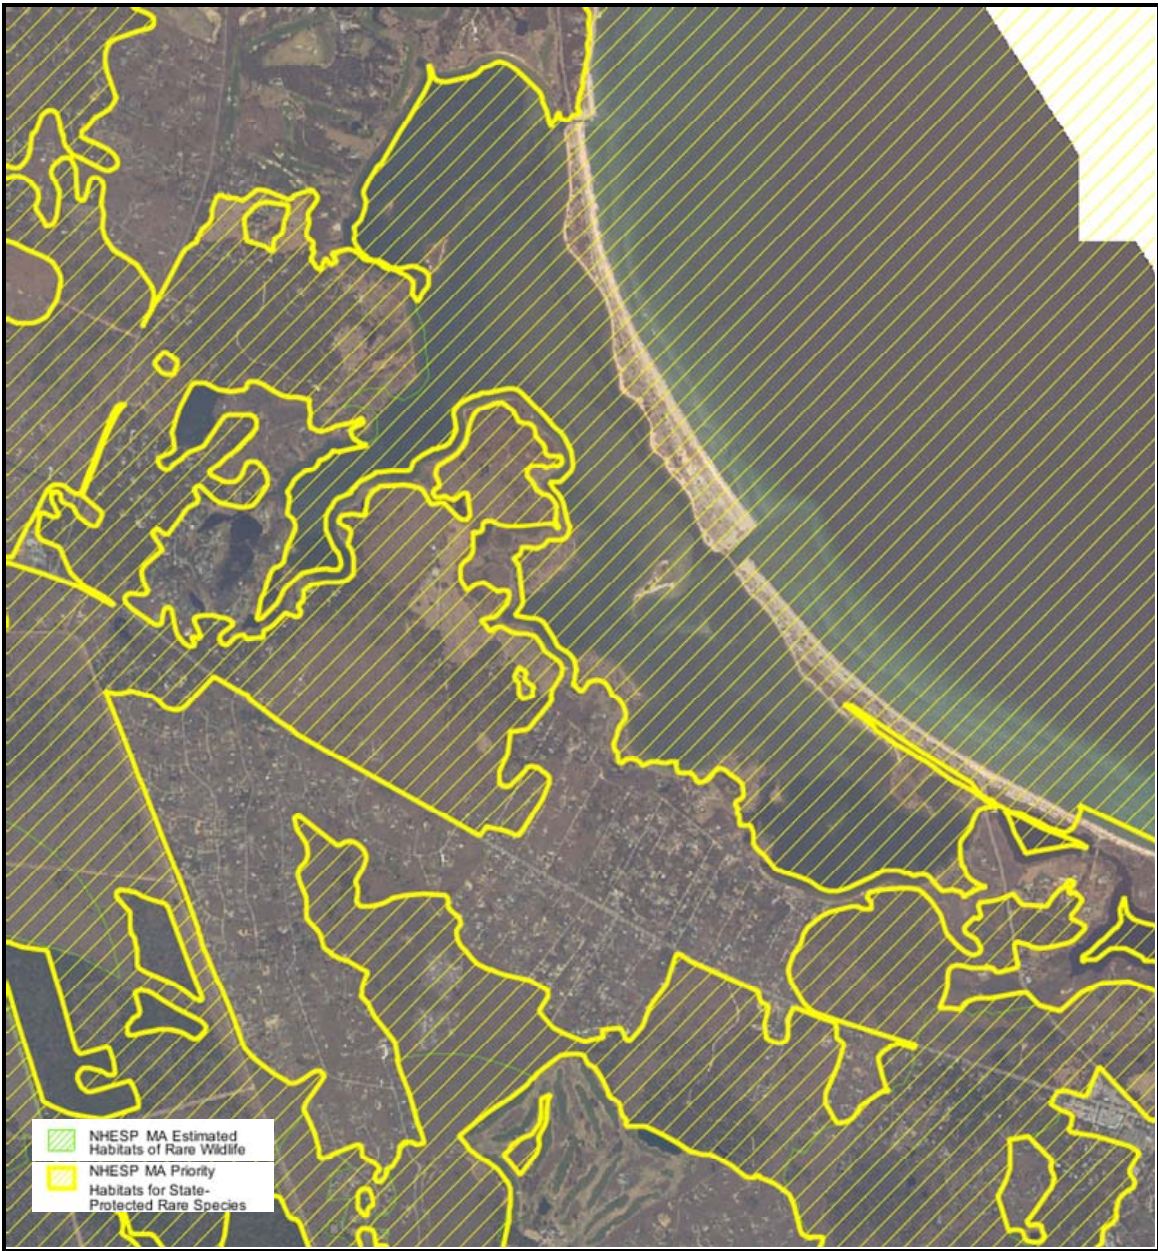 NHESP MA Estimated
Habitats of Rare Wildlife
NHESP MA Priority
Habitats for State-
Protected Rare Species